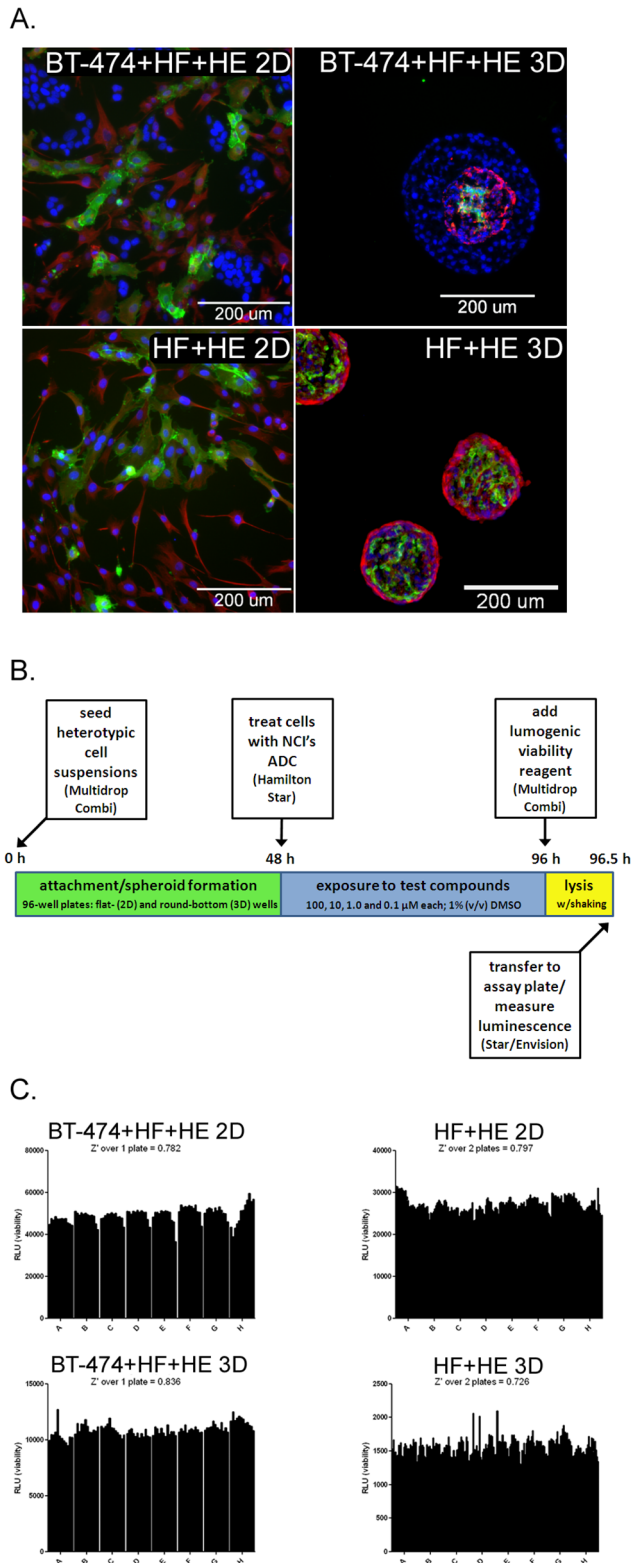 A.
BT-474+HF+HE 2D
BT-474+HF+HE 3D
200 um
200 um
HF+HE 2D
HF+HE 3D
200 um
200 um
B.
seed
heterotypic
cell
suspensions
(Multidrop
Combi)
treat cells
with NCI's
ADC
(Hamilton
Star)
add
lumogenic
viability
reagent
(Multidrop
Combi)
0 h
48 h
96 h
96.5 h
attachment/spheroid formation
96-well plates: flat- (2D) and round-bottom (3D) wells
exposure to test compounds
100, 10, 1.0 and 0.1 µM each; 1% (v/v) DMSO
lysis
w/shaking
transfer to
assay plate/
measure
luminescence
(Star/Envision)
C.
BT-474+HF+HE 2D
Z' over 1 plate = 0.782
RLU (viability)
80000
60000
40000
20000
0
A B C D E F G H
HF+HE 2D
Z' over 2 plates = 0.797
RLU (viability)
40000
30000
20000
10000
0
A B C D E F G H
BT-474+HF+HE 3D
Z' over 1 plate = 0.836
RLU (viability)
15000
10000
5000
0
A B C D E F G H
HF+HE 3D
Z' over 2 plates = 0.726
RLU (viability)
2500
2000
1500
1000
500
0
A B C D E F G H